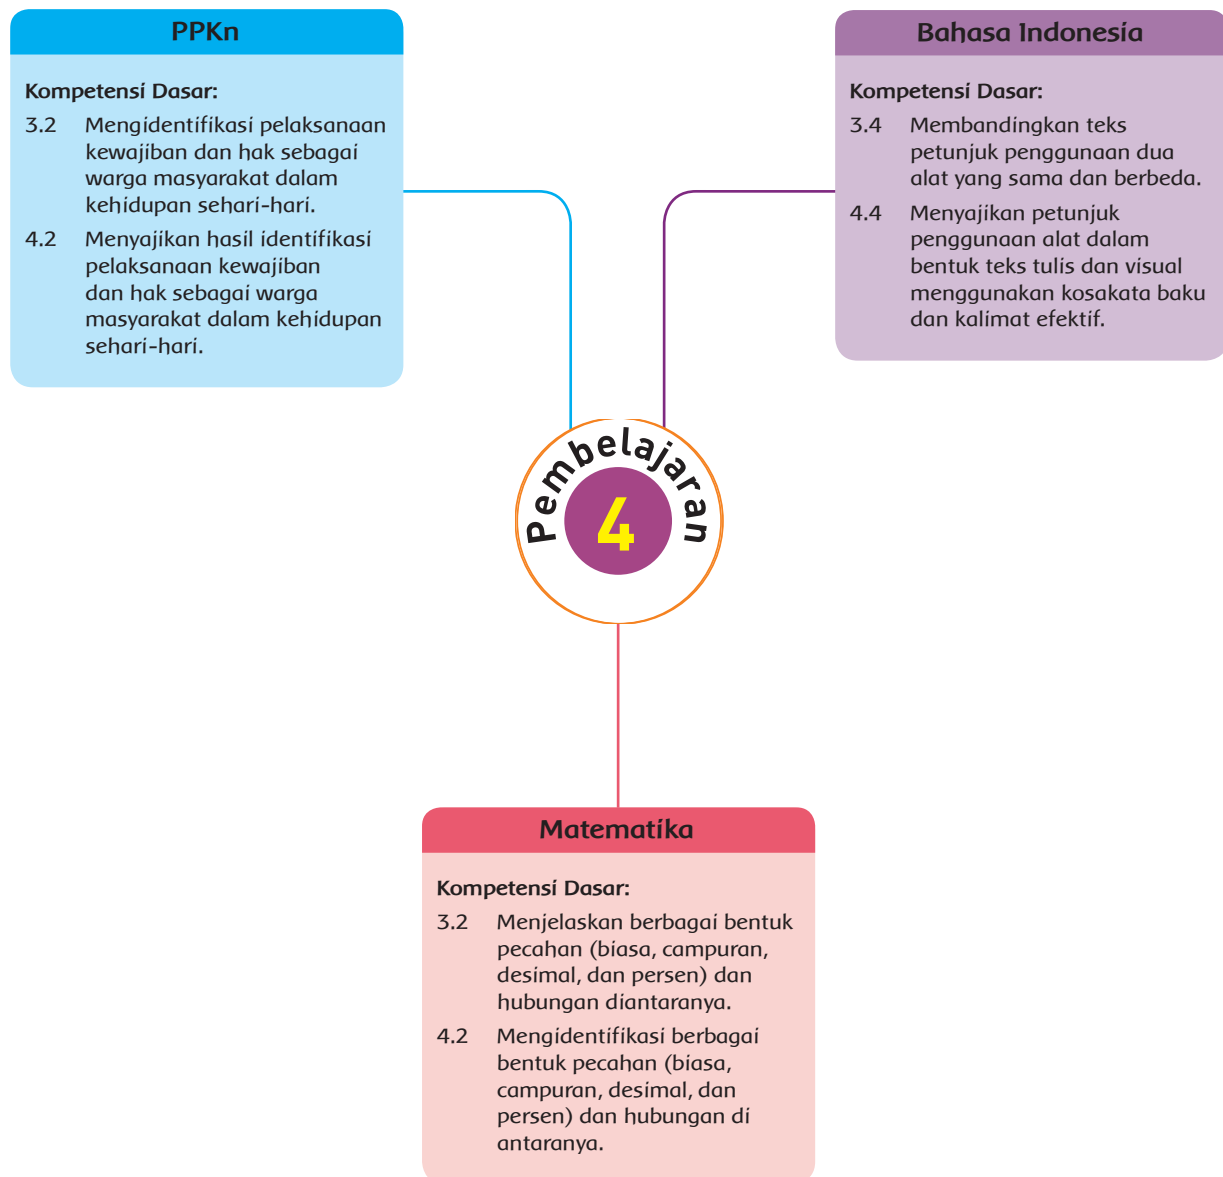 PPKn
Kompetensi Dasar:
3.2 Mengidentifikasi pelaksanaan
kewajiban dan hak sebagai
warga masyarakat dalam
kehidupan sehari-hari.
4.2 Menyajikan hasil identifikasi
pelaksanaan kewajiban
dan hak sebagai warga
masyarakat dalam kehidupan
sehari-hari.
Bahasa Indonesia
Kompetensi Dasar:
3.4 Membandingkan teks
petunjuk penggunaan dua
alat yang sama dan berbeda.
4.4 Menyajikan petunjuk
penggunaan alat dalam
bentuk teks tulis dan visual
menggunakan kosakata baku
dan kalimat efektif.
Pembelajaran
4
Matematika
Kompetensi Dasar:
3.2 Menjelaskan berbagai bentuk
pecahan (biasa, campuran,
desimal, dan persen) dan
hubungan diantaranya.
4.2 Mengidentifikasi berbagai
bentuk pecahan (biasa,
campuran, desimal, dan
persen) dan hubungan di
antaranya.